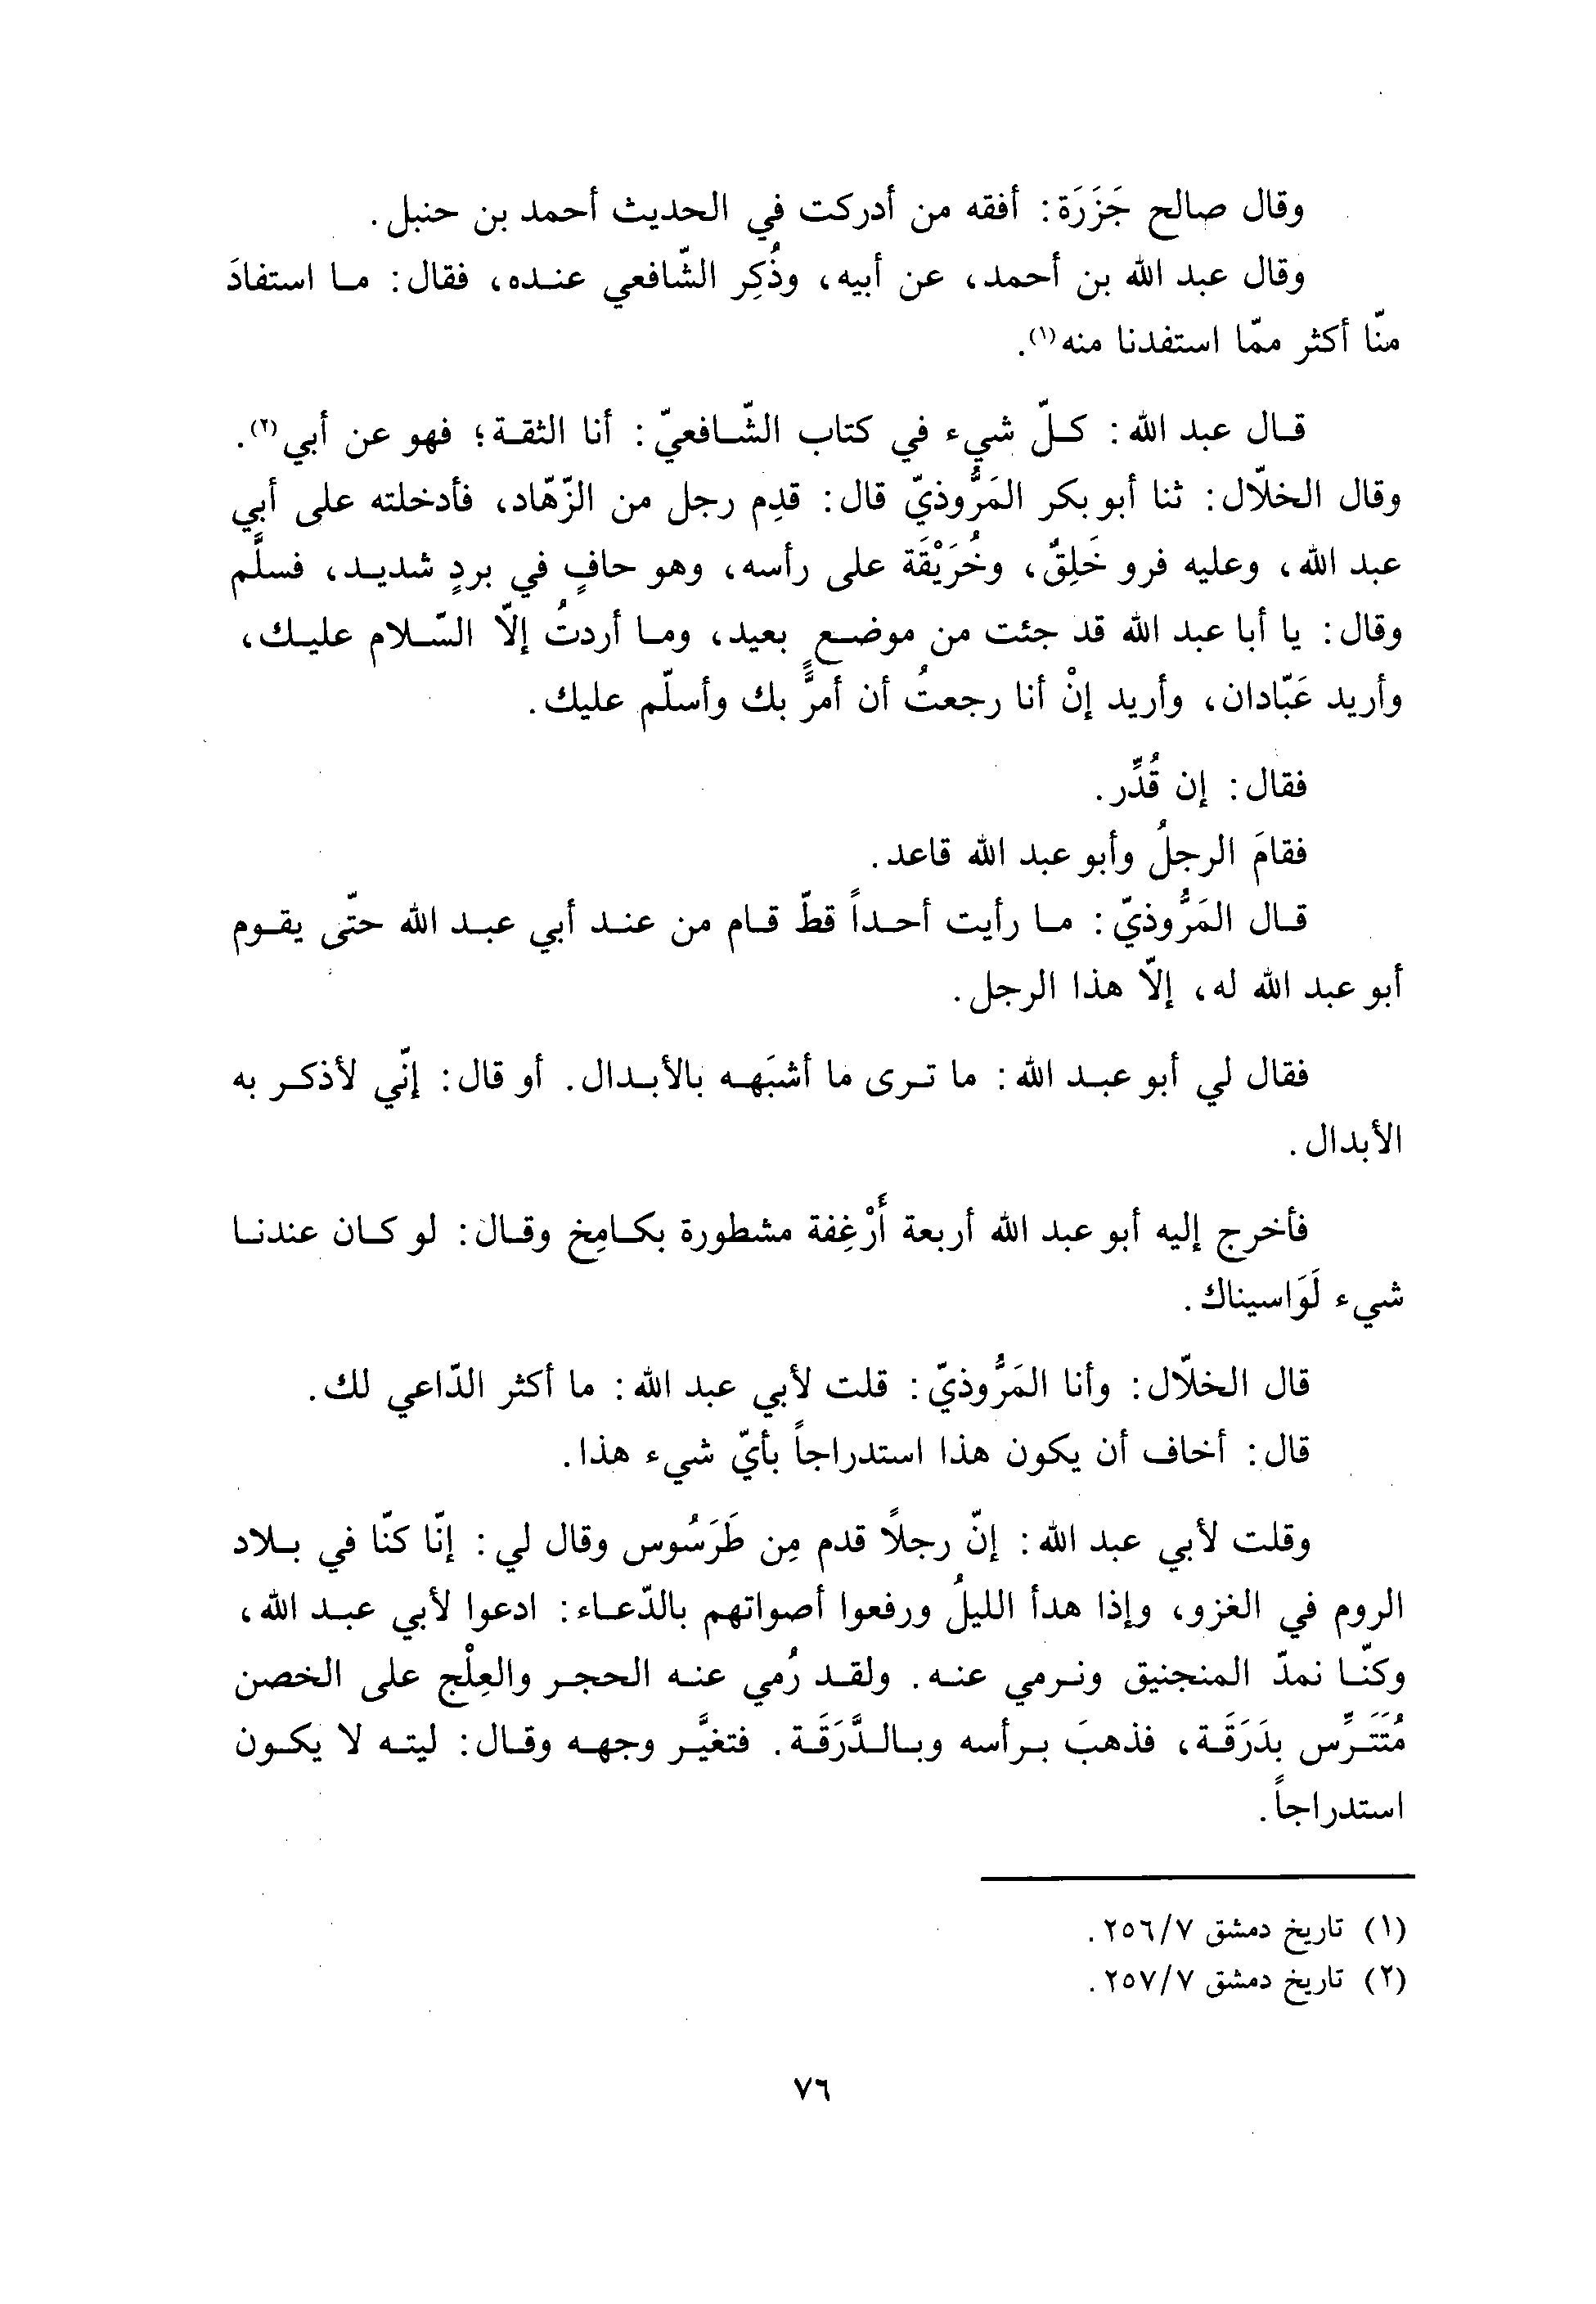 وقال صالح جَزَرَة: أفقه من أدركت في الحديث أحمد بن حنبل.
وقال عبد الله بن أحمد، عن أبيه، وذُكِر الشّافعي عنده، فقال: ما استفادَ
منّا أكثر ممّا استفدنا منه(١).
قال عبد الله: كلّ شيء في كتاب الشّافعيّ: أنا الثقة؛ فهو عن أبي(٢).
وقال الخلاّل: ثنا أبو بكر المَرُّوذيّ قال: قدِم رجل من الزّهّاد، فأدخلته على أبي
عبد الله، وعليه فرو خَلِقٌ، وخُرَيْقَة على رأسه، وهو حافٍ في بردٍ شديد، فسلَّم
وقال: يا أبا عبد الله قد جئت من موضعٍ بعيد، وما أردتُ إلّا السّلام عليك،
وأريد عَبّادان، وأريد إنْ أنا رجعتُ أن أمرَّ بك وأسلّم عليك.
فقال: إن قُدِّر.
فقامَ الرجلُ وأبو عبد الله قاعد.
قال المَرُّوذيّ: ما رأيت أحداً قطّ قام من عند أبي عبد الله حتّى يقوم
أبو عبد الله له، إلّا هذا الرجل.
فقال لي أبو عبد الله: ما ترى ما أشبَهه بالأبدال. أو قال: إنّي لأذكر به
الأبدال.
فأخرج إليه أبو عبد الله أربعة أَرْغِفة مشطورة بكامِخ وقال: لو كان عندنا
شيء لَوَاسيناك.
قال الخلاّل: وأنا المَرُّوذيّ: قلت لأبي عبد الله: ما أكثر الدّاعي لك.
قال: أخاف أن يكون هذا استدراجاً بأيّ شيء هذا.
وقلت لأبي عبد الله: إنّ رجلاً قدم مِن طَرَسُوس وقال لي: إنّا كنّا في بلاد
الروم في الغزو، وإذا هدأ الليلُ ورفعوا أصواتهم بالدّعاء: ادعوا لأبي عبد الله،
وكنّا نمدّ المنجنيق ونرمي عنه. ولقد رُمي عنه الحجر والعِلْج على الخصن
مُتَتَرِّس بدَرَقَة، فذهبَ برأسه وبالدَّرَقَة. فتغيَّر وجهه وقال: ليته لا يكون
استدراجاً.
(١) تاريخ دمشق ٢٥٦/٧.
(٢) تاريخ دمشق ٢٥٧/٧.
٧٦